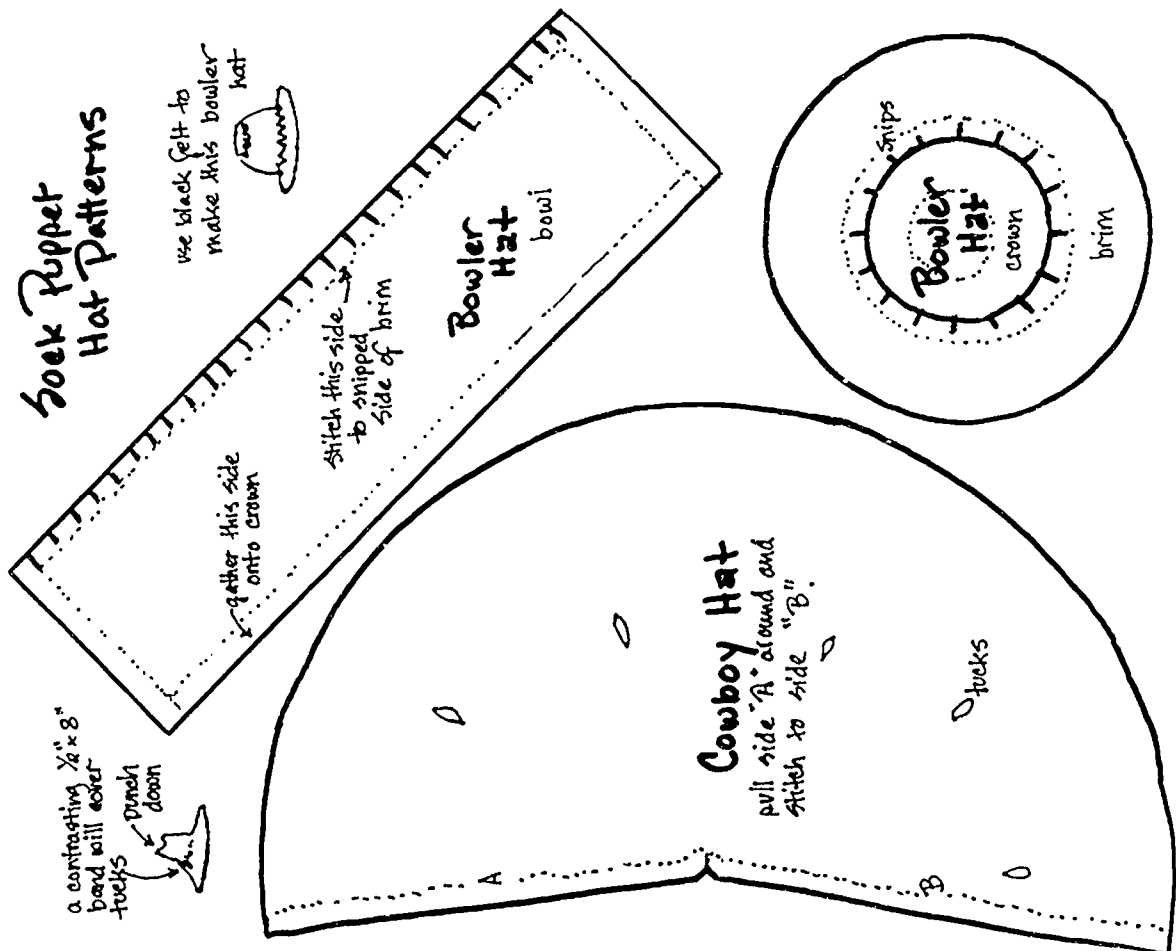 Sock Puppet
Hat Patterns
use black felt to
make this bowler
hat
a contrasting ½" x 8"
band will cover
tucks
punch
down
gather this side
onto crown
stitch this side
to snipped
side of brim
Bowler
Hat
bowl
snips
Bowler
Hat
crown
brim
Cowboy Hat
pull side "A" around and
stitch to side "B".
tucks
A
B